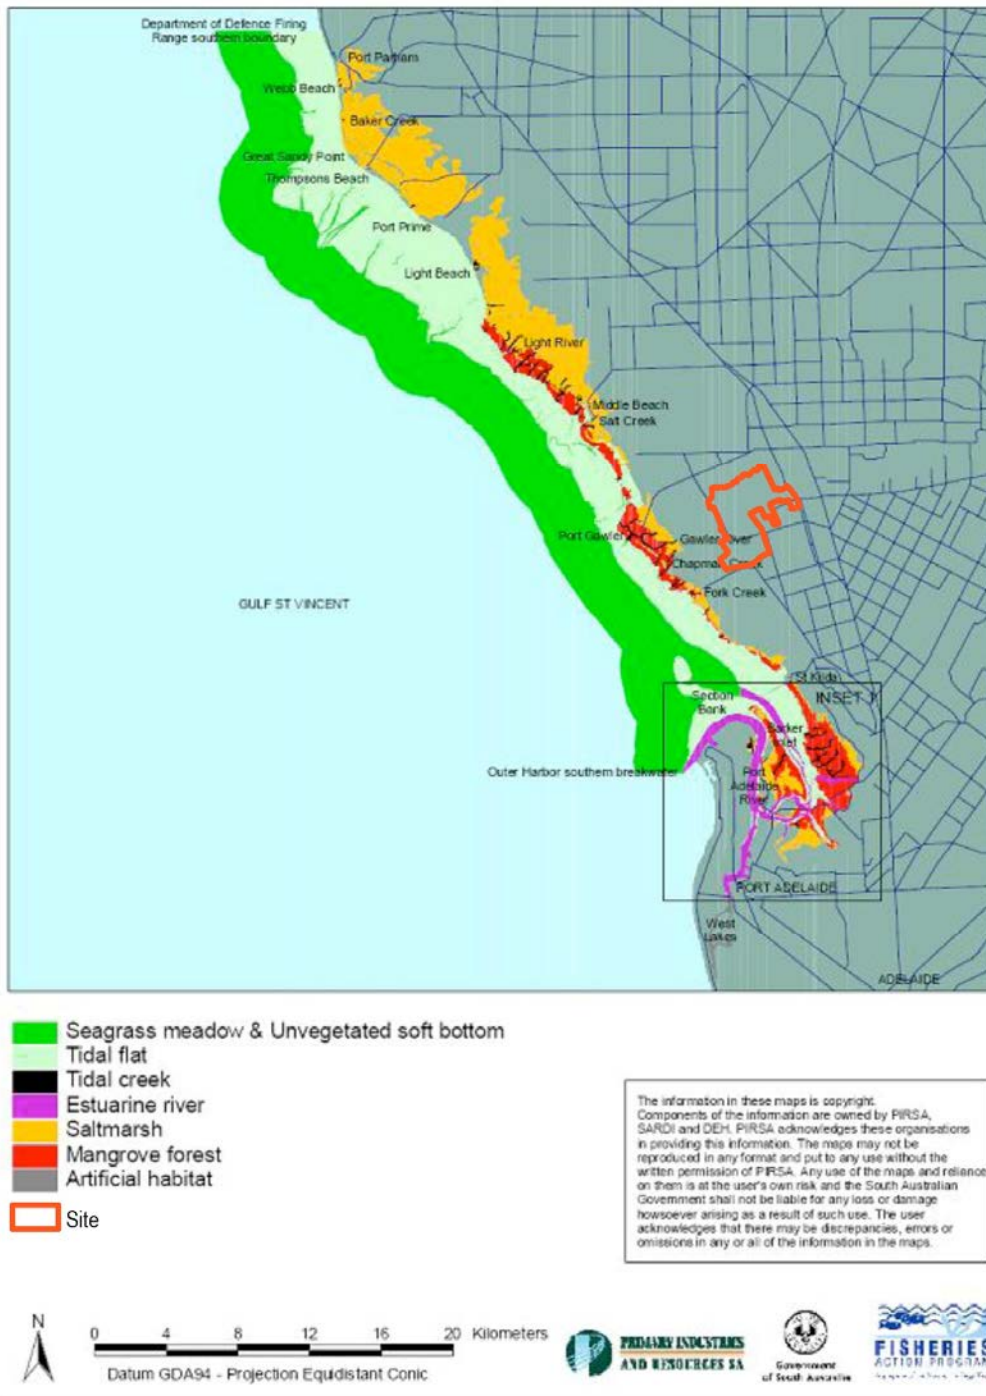 Department of Defence Firing
Range southern boundary
Port Parham
Webb Beach
Baker Creek
Great Sandy Point
Thompsons Beach
Port Prime
Light Beach
Light River
Middle Beach
Salt Creek
Port Gawler
Gawler River
Chapman Creek
Fork Creek
GULF ST VINCENT
St Kilda
INSET 1
Section
Bank
Barker
Inlet
Outer Harbor southern breakwater
Port
Adelaide
River
PORT ADELAIDE
West
Lakes
ADELAIDE
Seagrass meadow & Unvegetated soft bottom
Tidal flat
Tidal creek
Estuarine river
Saltmarsh
Mangrove forest
Artificial habitat
Site
The information in these maps is copyright.
Components of the information are owned by PIRSA,
SARDI and DEH. PIRSA acknowledges these organisations
in providing this information. The maps may not be
reproduced in any format and put to any use without the
written permission of PIRSA. Any use of the maps and reliance
on them is at the user's own risk and the South Australian
Government shall not be liable for any loss or damage
howsoever arising as a result of such use. The user
acknowledges that there may be discrepancies, errors or
omissions in any or all of the information in the maps.
N
0 4 8 12 16 20 Kilometers
Datum GDA94 - Projection Equidistant Conic
PRIMARY INDUSTRIES
AND RESOURCES SA
Government
of South Australia
FISHERIES
ACTION PROGRAM